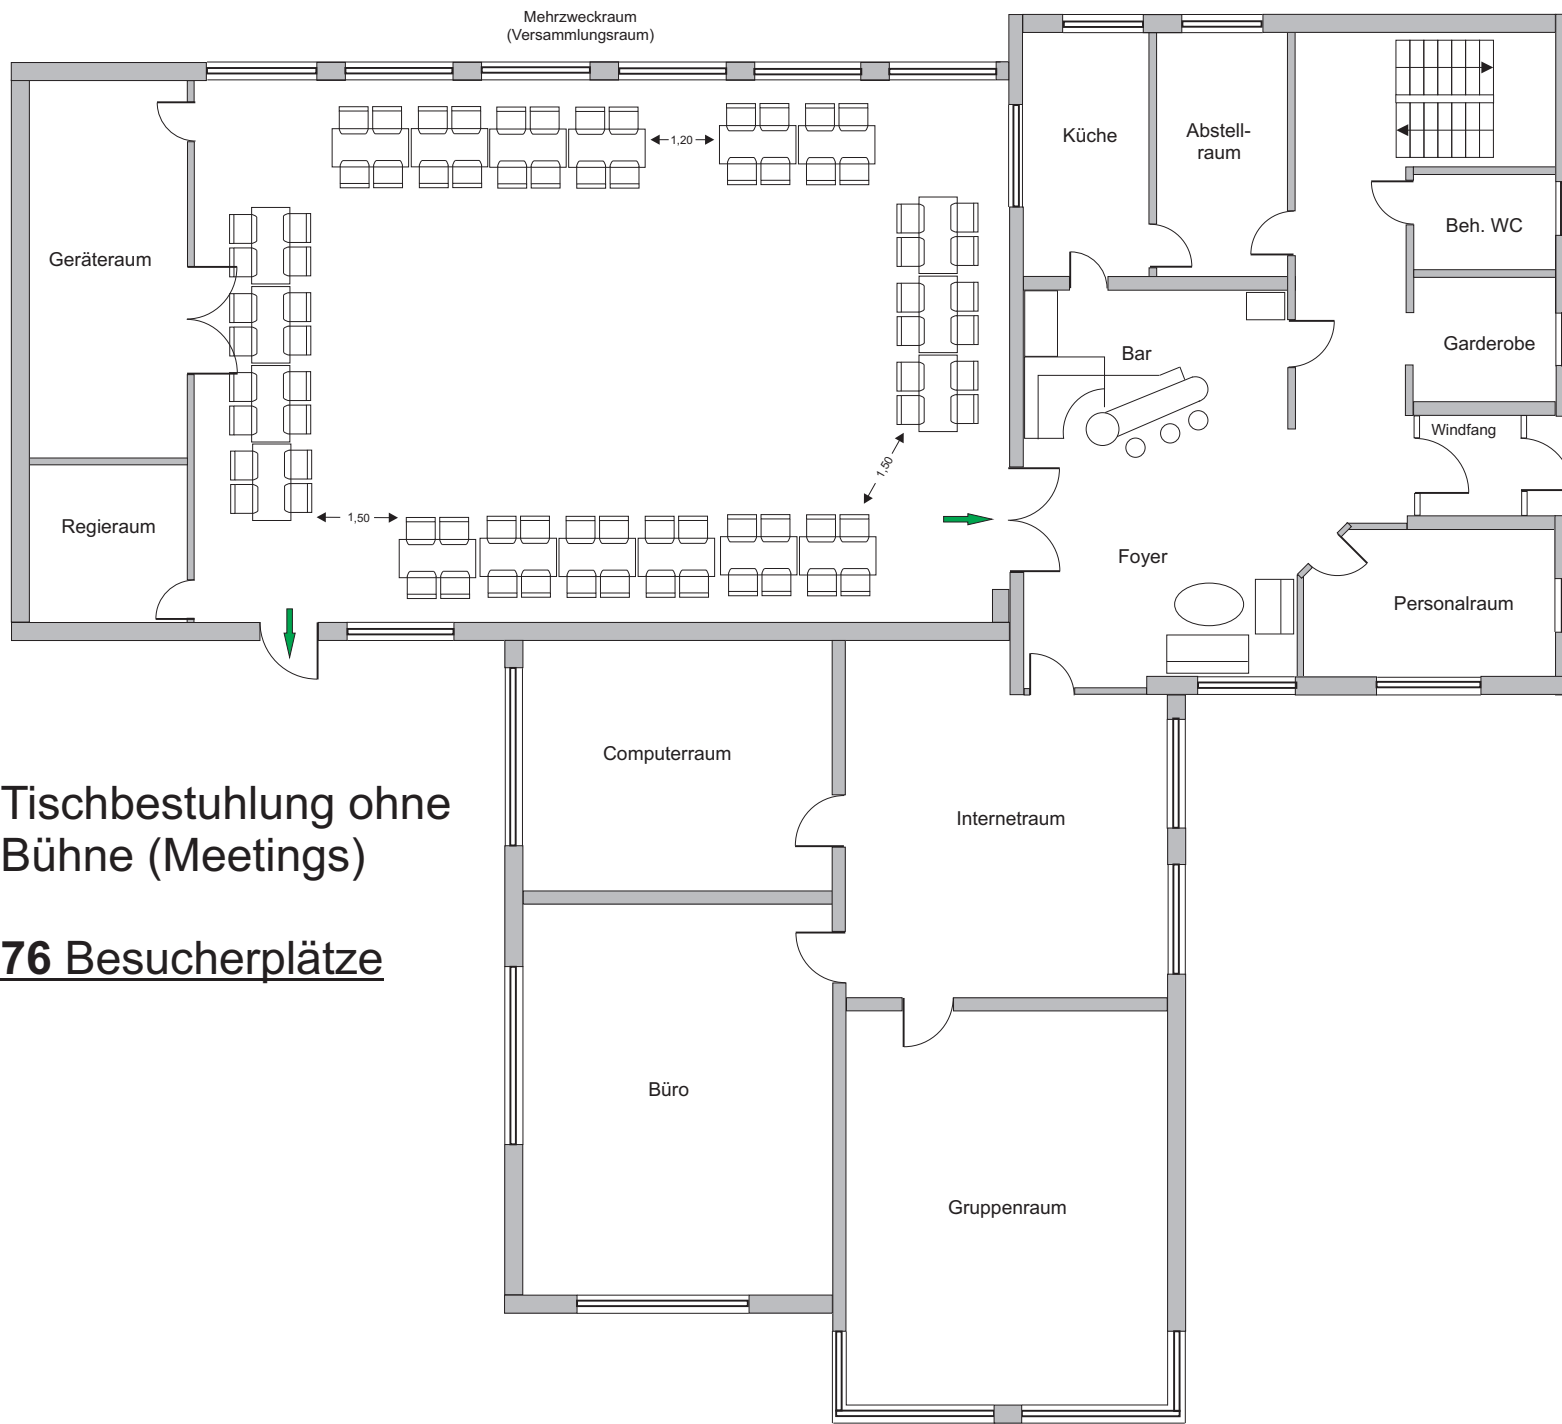 Mehrzweckraum
(Versammlungsraum)
Küche
Abstell-
raum
1,20
Beh. WC
Geräteraum
Garderobe
Bar
Windfang
1,50
1,50
Regieraum
Foyer
Personalraum
Computerraum
Internetraum
Tischbestuhlung ohne
Bühne (Meetings)
76 Besucherplätze
Büro
Gruppenraum